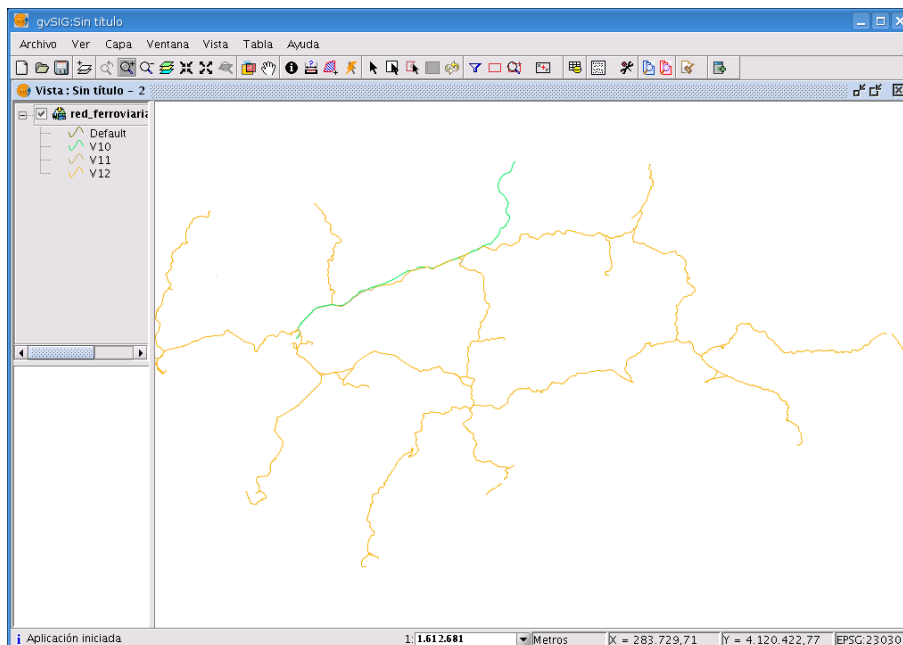 gvSIG:Sin título
Archivo Ver Capa Ventana Vista Tabla Ayuda
Vista : Sin título - 2
red_ferroviaria
Default
V10
V11
V12
Aplicación iniciada
1: 1.612.681
Metros
X = 283.729,71
Y = 4.120.422,77
EPSG:23030